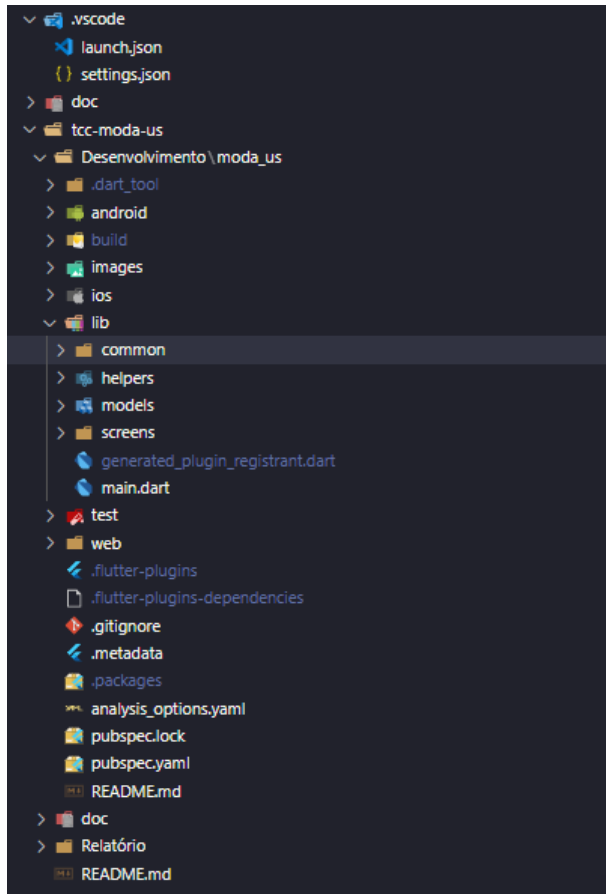 .vscode
launch.json
settings.json
doc
tcc-moda-us
Desenvolvimento\moda_us
.dart_tool
android
build
images
ios
lib
common
helpers
models
screens
generated_plugin_registrant.dart
main.dart
test
web
.flutter-plugins
.flutter-plugins-dependencies
.gitignore
.metadata
.packages
analysis_options.yaml
pubspec.lock
pubspec.yaml
README.md
doc
Relatório
README.md